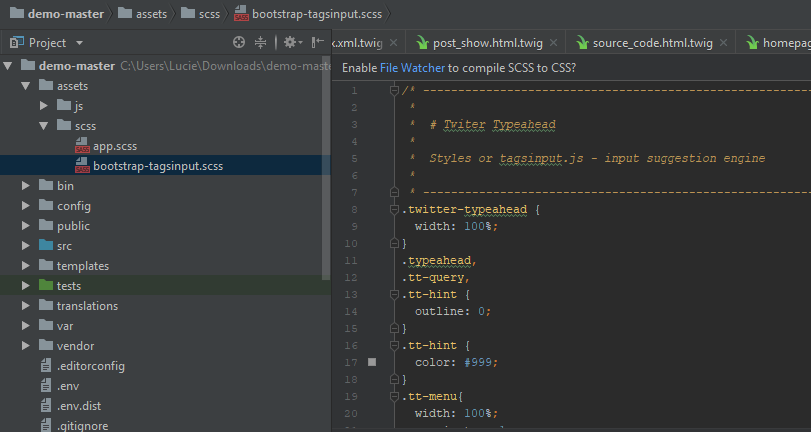 demo-master assets scss bootstrap-tagsinput.scss
Project
x.xml.twig post_show.html.twig source_code.html.twig homepag
demo-master C:\Users\Lucie\Downloads\demo-mast
assets
js
scss
app.scss
bootstrap-tagsinput.scss
bin
config
public
src
templates
tests
translations
var
vendor
.editorconfig
.env
.env.dist
.gitignore
Enable File Watcher to compile SCSS to CSS?
1 /* --------------------------------------------------------
2 *
3 * # Twiter Typeahead
4 *
5 * Styles or tagsinput.js - input suggestion engine
6 *
7 * --------------------------------------------------------
8 .twitter-typeahead {
9 width: 100%;
10 }
11 .typeahead,
12 .tt-query,
13 .tt-hint {
14 outline: 0;
15 }
16 .tt-hint {
17 color: #999;
18 }
19 .tt-menu{
20 width: 100%;